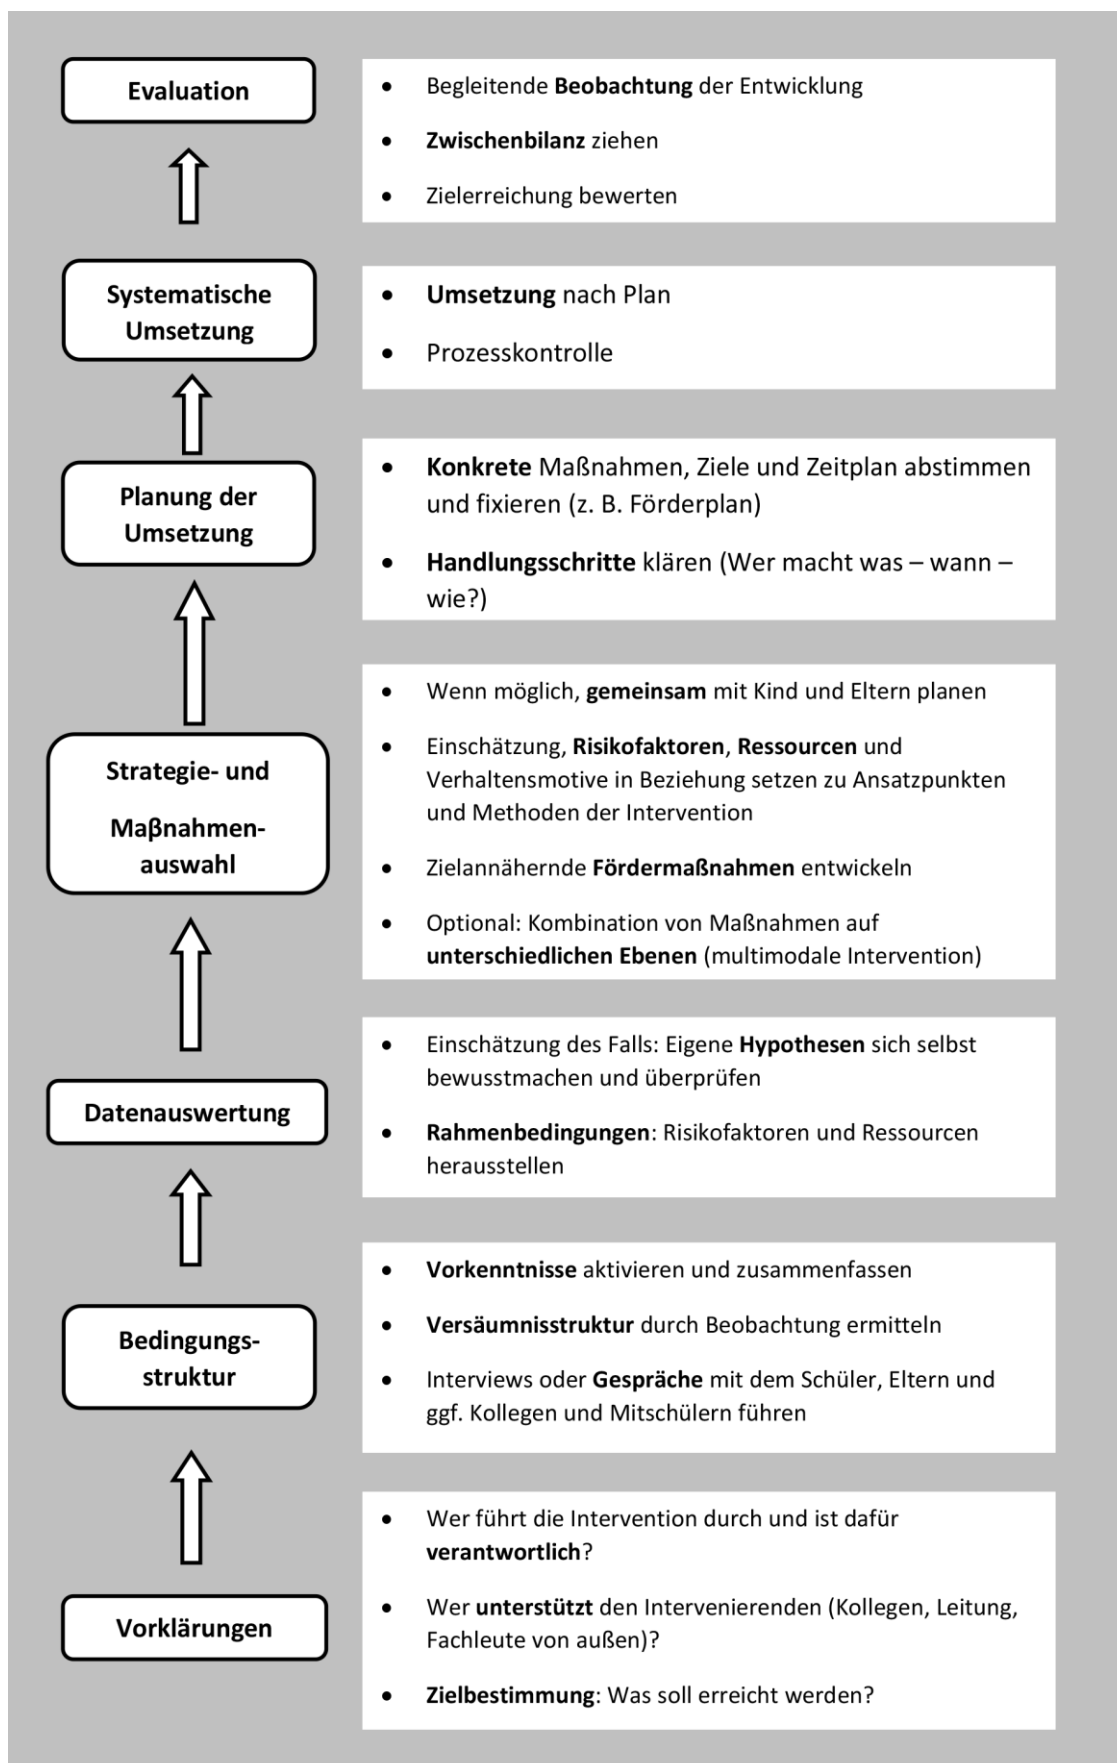 Evaluation
• Begleitende Beobachtung der Entwicklung
• Zwischenbilanz ziehen
• Zielerreichung bewerten
Systematische
Umsetzung
• Umsetzung nach Plan
• Prozesskontrolle
Planung der
Umsetzung
• Konkrete Maßnahmen, Ziele und Zeitplan abstimmen
und fixieren (z. B. Förderplan)
• Handlungsschritte klären (Wer macht was – wann –
wie?)
Strategie- und
Maβnahmen-
auswahl
• Wenn möglich, gemeinsam mit Kind und Eltern planen
• Einschätzung, Risikofaktoren, Ressourcen und
Verhaltensmotive in Beziehung setzen zu Ansatzpunkten
und Methoden der Intervention
• Zielannähernde Fördermaßnahmen entwickeln
• Optional: Kombination von Maßnahmen auf
unterschiedlichen Ebenen (multimodale Intervention)
Datenauswertung
• Einschätzung des Falls: Eigene Hypothesen sich selbst
bewusstmachen und überprüfen
• Rahmenbedingungen: Risikofaktoren und Ressourcen
herausstellen
Bedingungs-
struktur
• Vorkenntnisse aktivieren und zusammenfassen
• Versäumnisstruktur durch Beobachtung ermitteln
• Interviews oder Gespräche mit dem Schüler, Eltern und
ggf. Kollegen und Mitschülern führen
Vorklärungen
• Wer führt die Intervention durch und ist dafür
verantwortlich?
• Wer unterstützt den Intervenierenden (Kollegen, Leitung,
Fachleute von außen)?
• Zielbestimmung: Was soll erreicht werden?